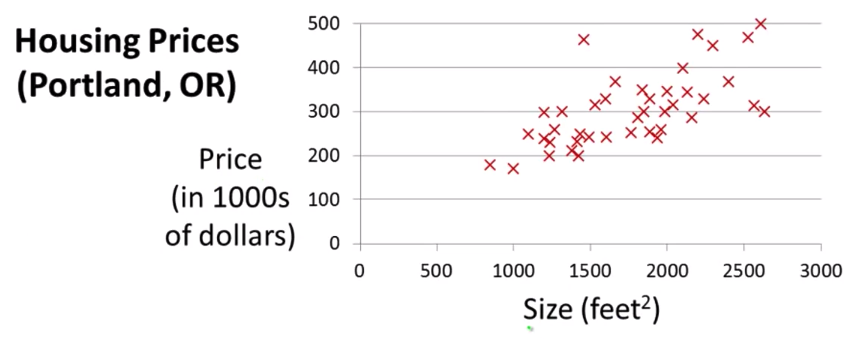 Housing Prices
(Portland, OR)
Price
(in 1000s
of dollars)
500
400
300
200
100
0
0 500 1000 1500 2000 2500 3000
Size (feet²)